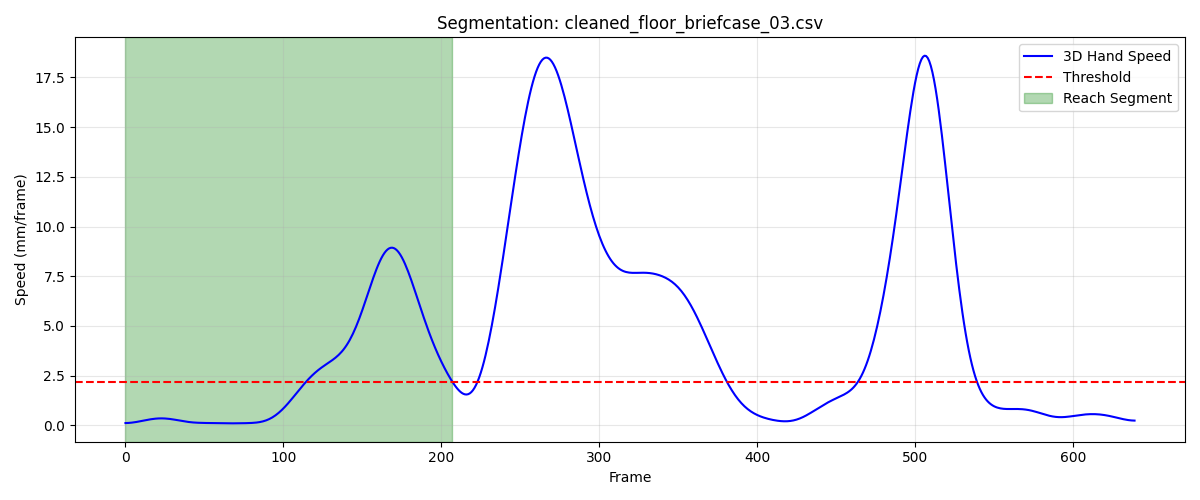 Segmentation: cleaned_floor_briefcase_03.csv
3D Hand Speed
Threshold
Reach Segment
Speed (mm/frame)
17.5
15.0
12.5
10.0
7.5
5.0
2.5
0.0
0 100 200 300 400 500 600
Frame